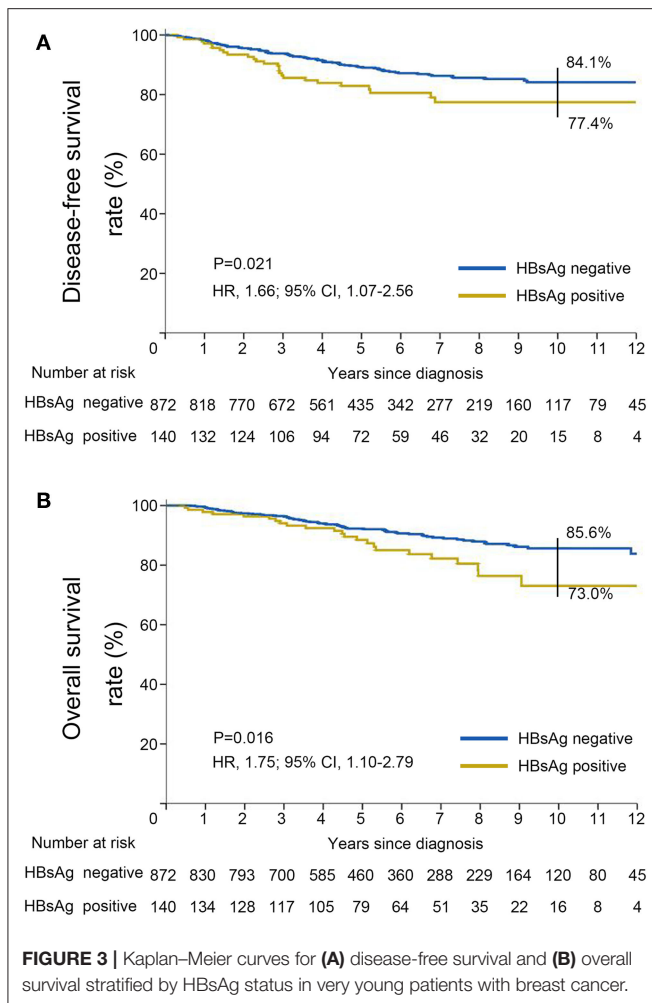 A
Disease-free survival
rate (%)
100
80
60
40
20
84.1%
77.4%
P=0.021
HR, 1.66; 95% CI, 1.07-2.56
HBsAg negative
HBsAg positive
0 1 2 3 4 5 6 7 8 9 10 11 12
Number at risk
Years since diagnosis
HBsAg negative 872 818 770 672 561 435 342 277 219 160 117 79 45
HBsAg positive 140 132 124 106 94 72 59 46 32 20 15 8 4
B
Overall survival
rate (%)
100
80
60
40
20
85.6%
73.0%
P=0.016
HR, 1.75; 95% CI, 1.10-2.79
HBsAg negative
HBsAg positive
0 1 2 3 4 5 6 7 8 9 10 11 12
Number at risk
Years since diagnosis
HBsAg negative 872 830 793 700 585 460 360 288 229 164 120 80 45
HBsAg positive 140 134 128 117 105 79 64 51 35 22 16 8 4
FIGURE 3 | Kaplan–Meier curves for (A) disease-free survival and (B) overall
survival stratified by HBsAg status in very young patients with breast cancer.